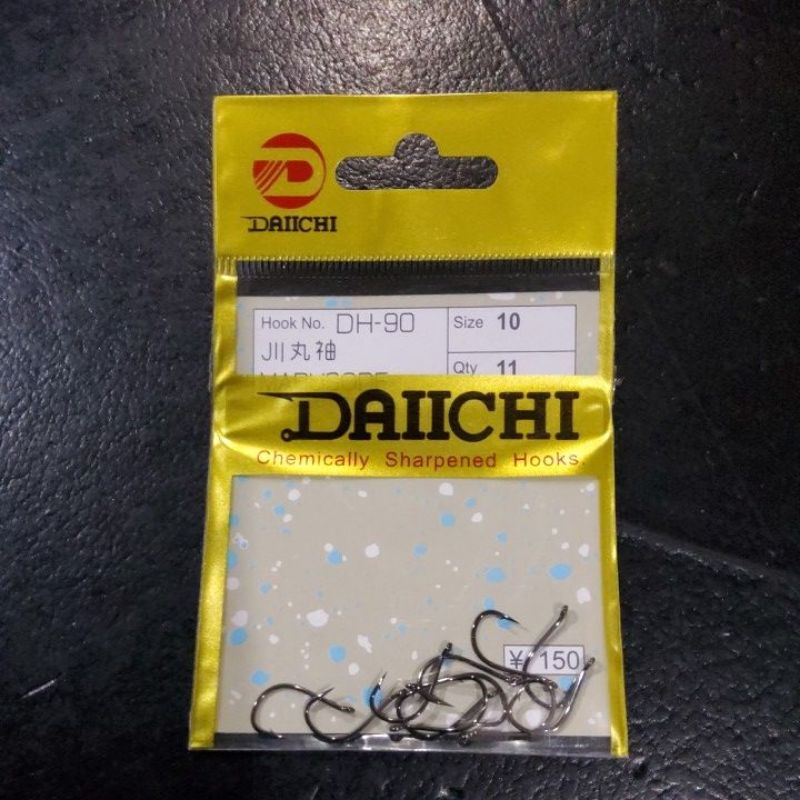 DAIICHI
Hook No. DH-90
Size 10
川丸袖
Qty 11
DAIICHI
Chemically Sharpened Hooks.
¥ 150